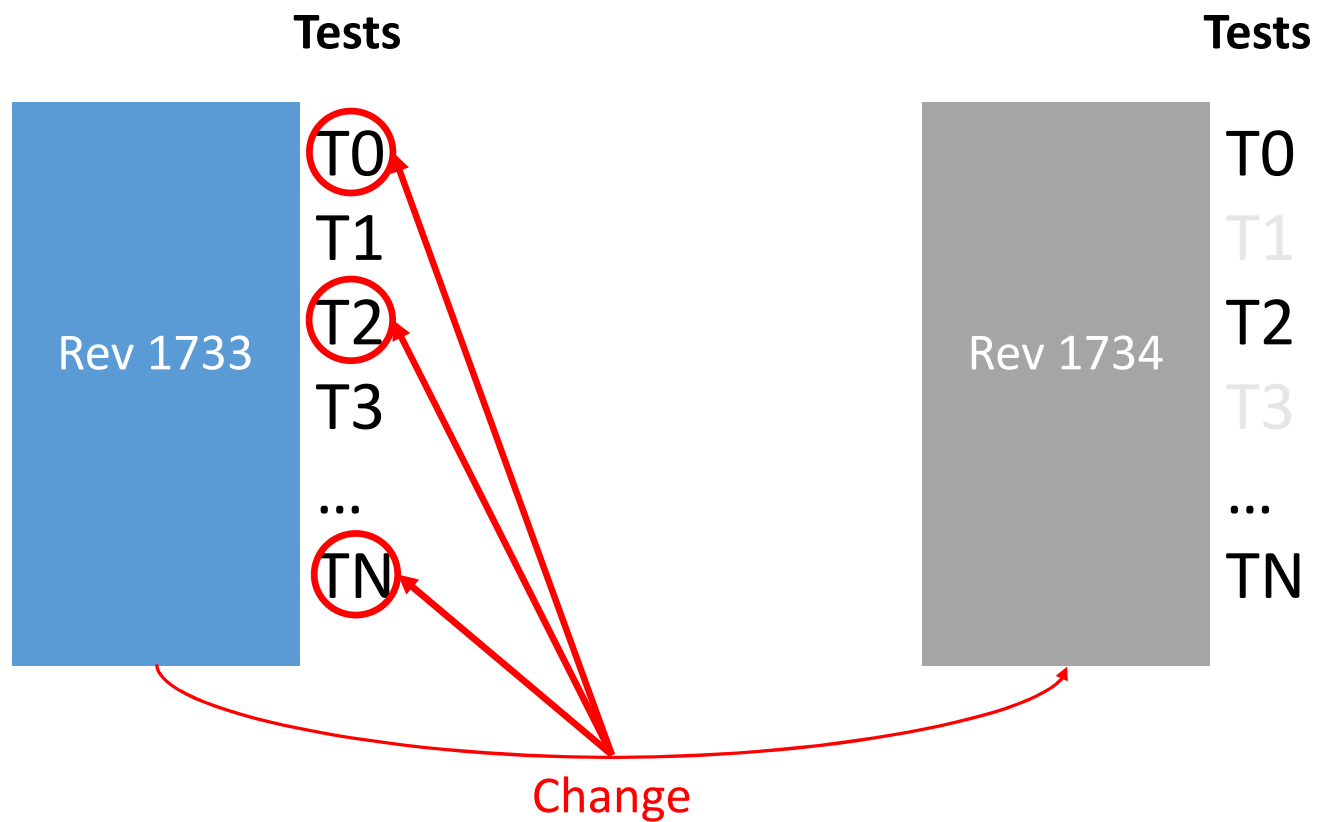 Tests
Rev 1733
T0
T1
T2
T3
...
TN
Change
Tests
Rev 1734
T0
T1
T2
T3
...
TN